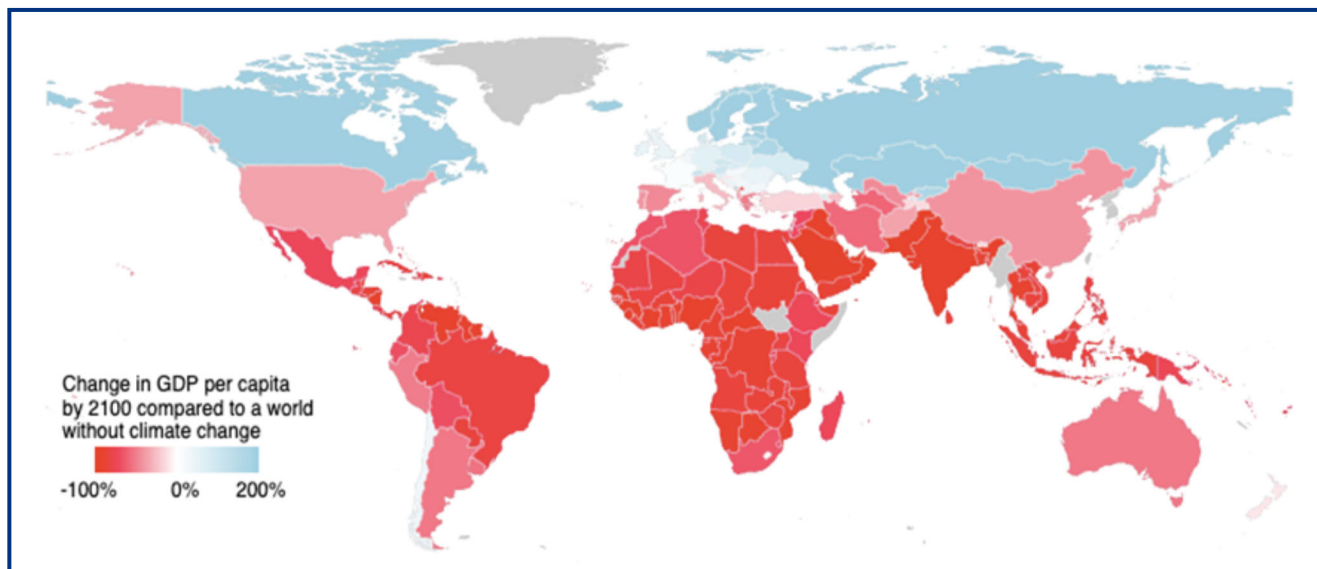 Change in GDP per capita
by 2100 compared to a world
without climate change
-100% 0% 200%